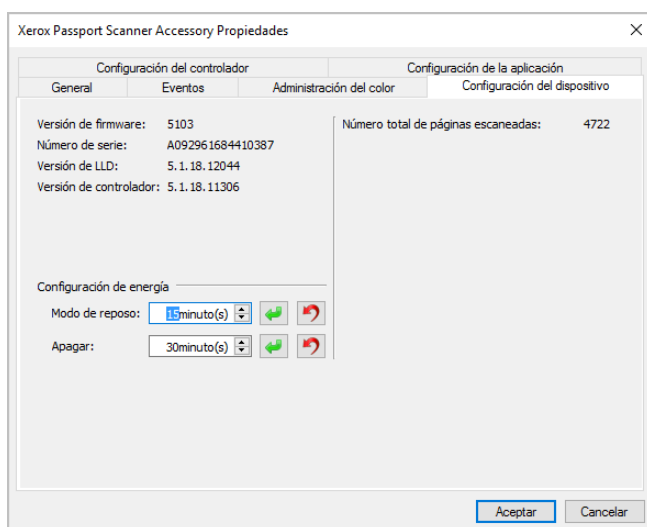 Xerox Passport Scanner Accessory Propiedades
Configuración del controlador
Configuración de la aplicación
General
Eventos
Administración del color
Configuración del dispositivo
Versión de firmware: 5103
Número de serie: A092961684410387
Versión de LLD: 5.1.18.12044
Versión de controlador: 5.1.18.11306
Número total de páginas escaneadas: 4722
Configuración de energía
Modo de reposo: 15minuto(s)
Apagar: 30minuto(s)
Aceptar
Cancelar